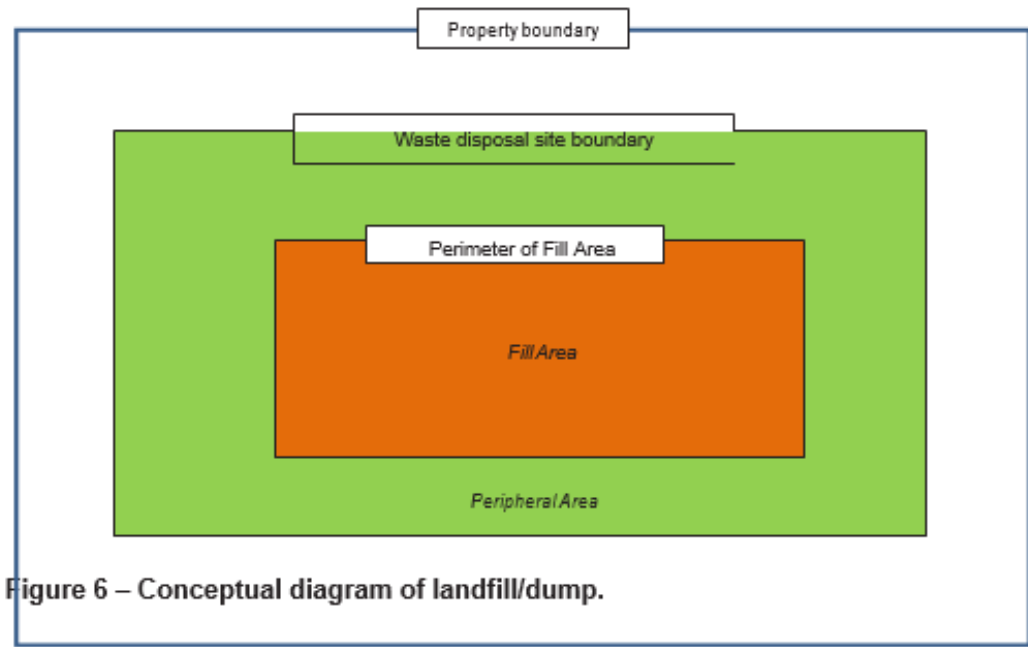 Property boundary
Waste disposal site boundary
Perimeter of Fill Area
Fill Area
Peripheral Area
Figure 6 – Conceptual diagram of landfill/dump.